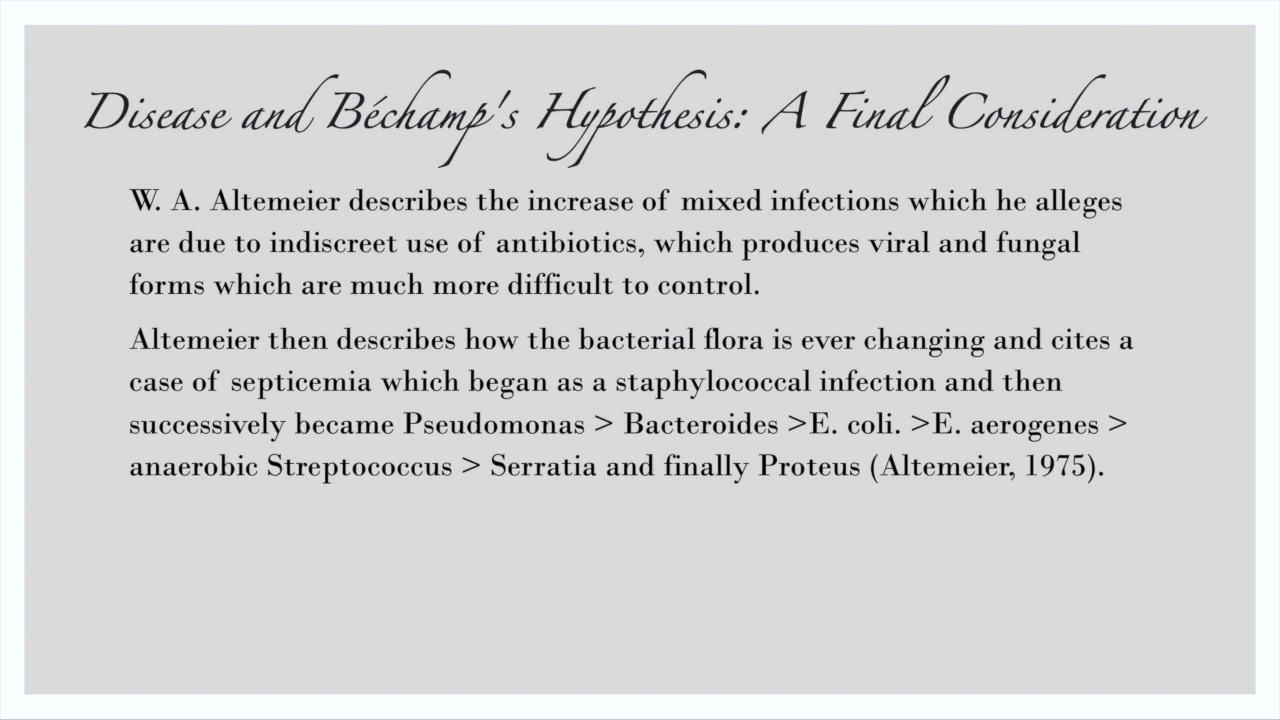 Disease and Béchamp's Hypothesis: A Final Consideration
W. A. Altemeier describes the increase of mixed infections which he alleges
are due to indiscreet use of antibiotics, which produces viral and fungal
forms which are much more difficult to control.
Altemeier then describes how the bacterial flora is ever changing and cites a
case of septicemia which began as a staphylococcal infection and then
successively became Pseudomonas > Bacteroides >E. coli. >E. aerogenes >
anaerobic Streptococcus > Serratia and finally Proteus (Altemeier, 1975).